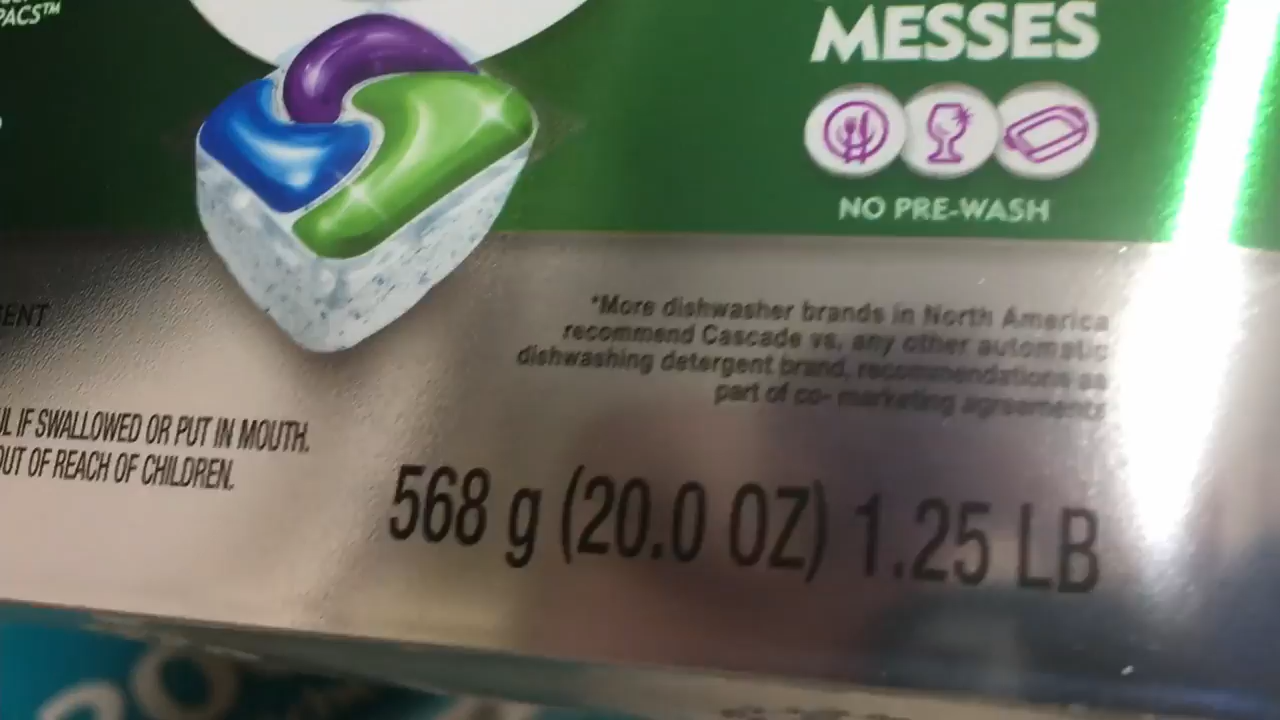 PACS™
MESSES
NO PRE-WASH
*More dishwasher brands in North America
recommend Cascade vs. any other automatic
dishwashing detergent brand, recommendations as
part of co- marketing agreements
IF SWALLOWED OR PUT IN MOUTH.
OUT OF REACH OF CHILDREN.
568 g (20.0 OZ) 1.25 LB